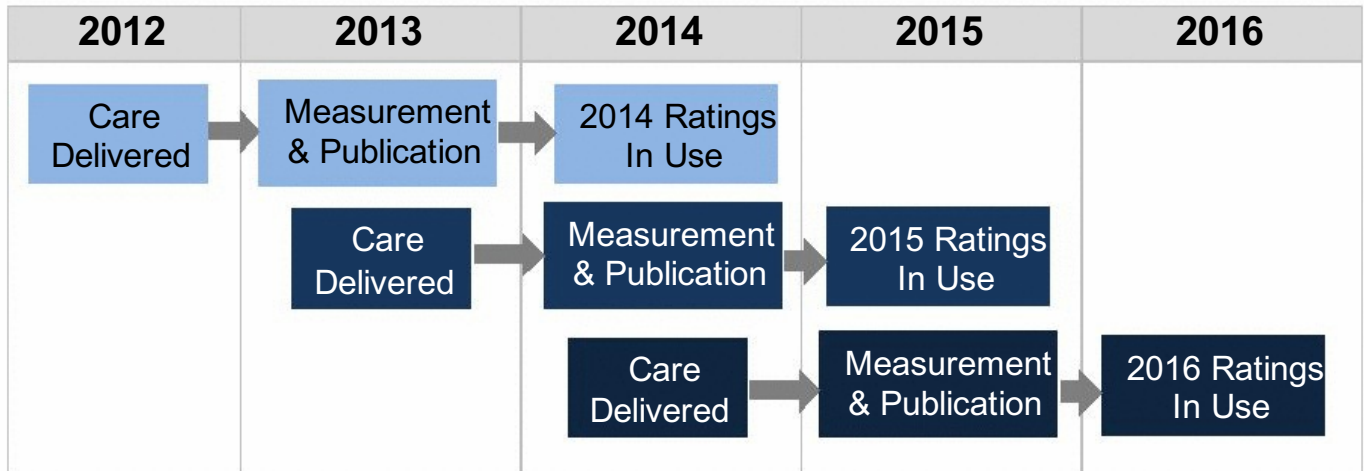 2012 2013 2014 2015 2016
Care
Delivered
Measurement
& Publication
2014 Ratings
In Use
Care
Delivered
Measurement
& Publication
2015 Ratings
In Use
Care
Delivered
Measurement
& Publication
2016 Ratings
In Use